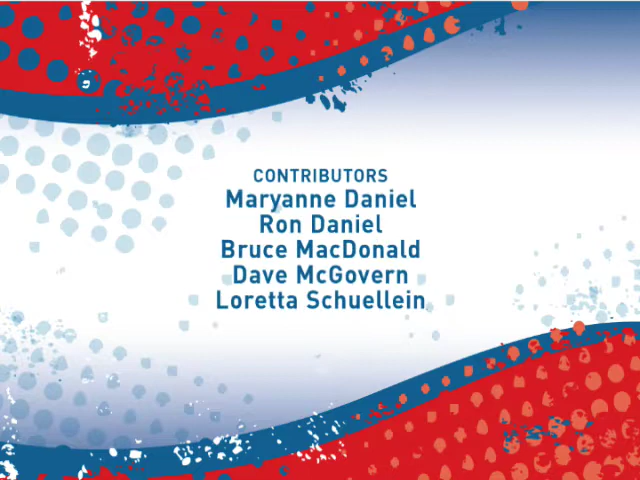 CONTRIBUTORS
Maryanne Daniel
Ron Daniel
Bruce MacDonald
Dave McGovern
Loretta Schuellein